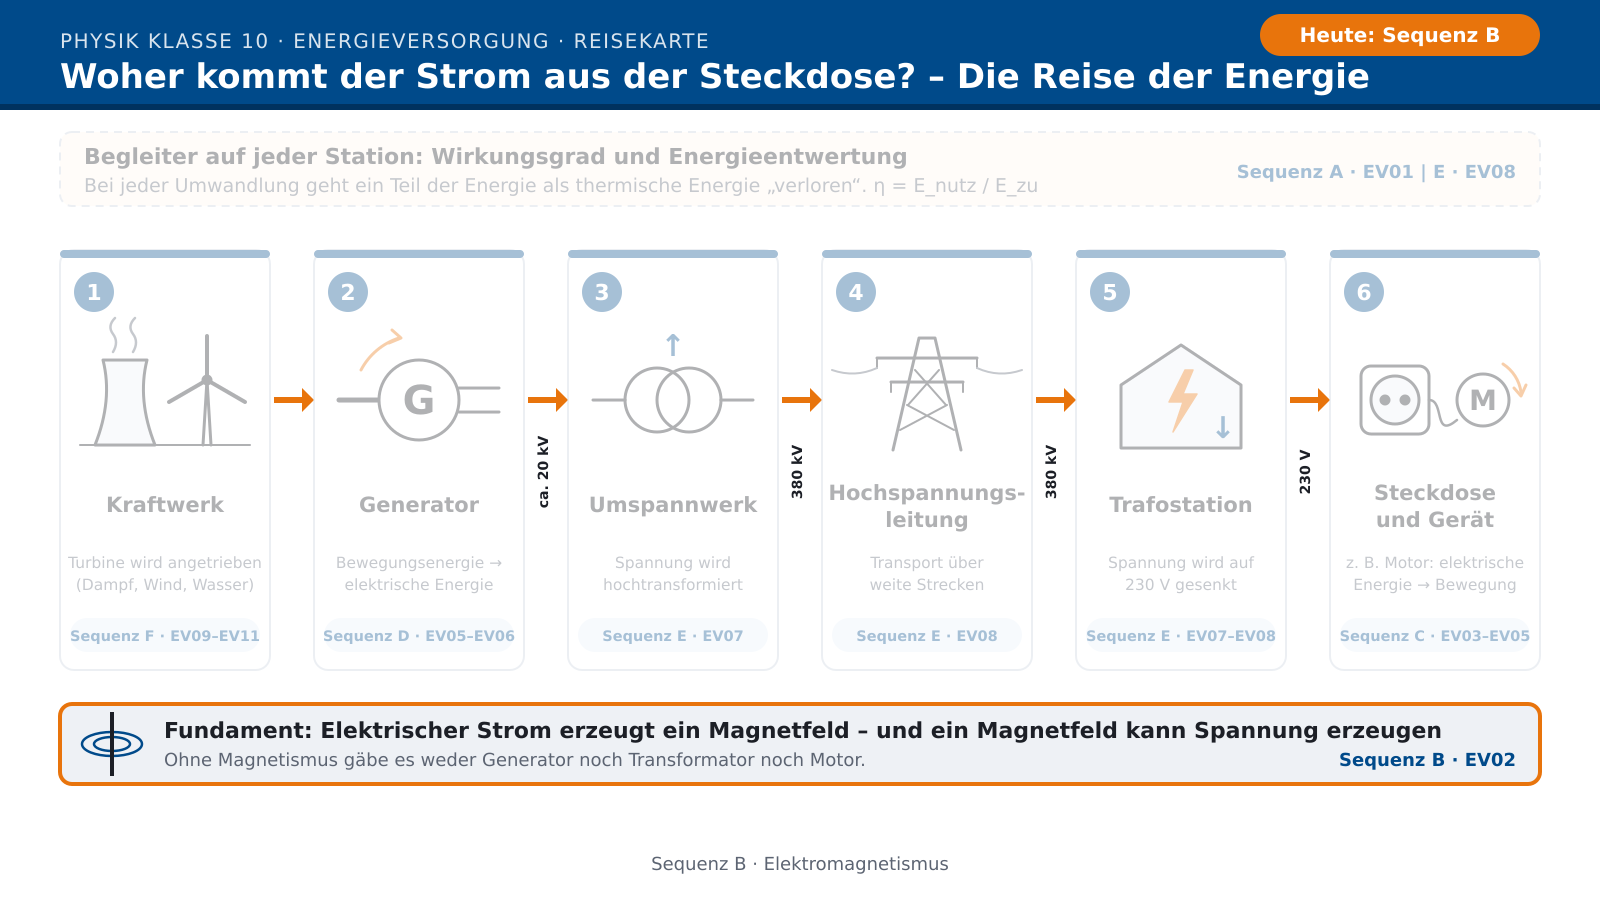 PHYSIK KLASSE 10 · ENERGIEVERSORGUNG · REISEKARTE
Heute: Sequenz B
Woher kommt der Strom aus der Steckdose? – Die Reise der Energie
Begleiter auf jeder Station: Wirkungsgrad und Energieentwertung
Bei jeder Umwandlung geht ein Teil der Energie als thermische Energie „verloren“. η = E_nutz / E_zu
Sequenz A · EV01 | E · EV08
1
Kraftwerk
Turbine wird angetrieben
(Dampf, Wind, Wasser)
Sequenz F · EV09–EV11
2
G
Generator
Bewegungsenergie →
elektrische Energie
Sequenz D · EV05–EV06
ca. 20 kV
3
↑
Umspannwerk
Spannung wird
hochtransformiert
Sequenz E · EV07
380 kV
4
Hochspannungs-
leitung
Transport über
weite Strecken
Sequenz E · EV08
380 kV
5
↓
Trafostation
Spannung wird auf
230 V gesenkt
Sequenz E · EV07–EV08
230 V
6
M
Steckdose
und Gerät
z. B. Motor: elektrische
Energie → Bewegung
Sequenz C · EV03–EV05
Fundament: Elektrischer Strom erzeugt ein Magnetfeld – und ein Magnetfeld kann Spannung erzeugen
Ohne Magnetismus gäbe es weder Generator noch Transformator noch Motor.
Sequenz B · EV02
Sequenz B · Elektromagnetismus